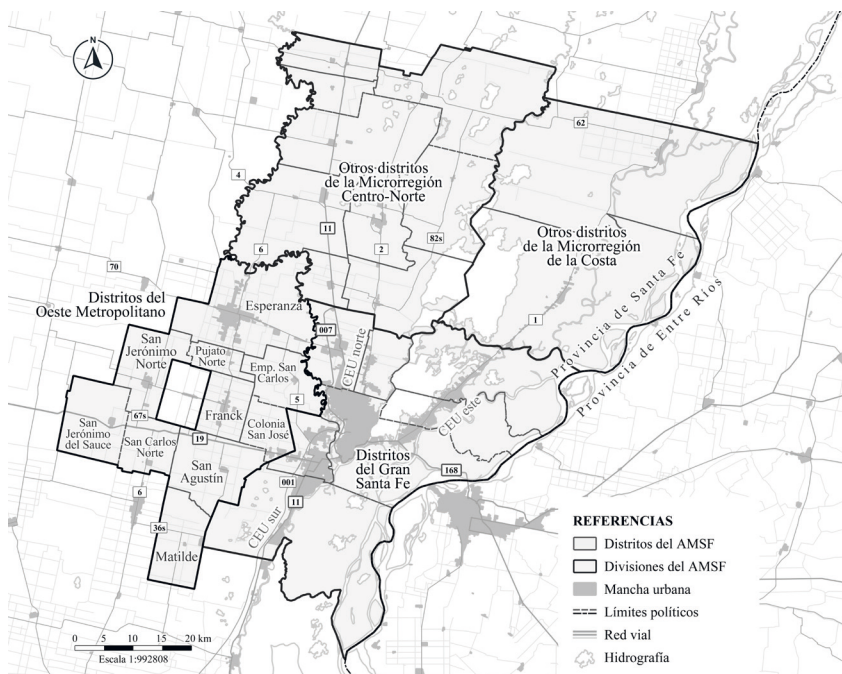 N
62
4
Otros distritos
de la Microrregión
Centro-Norte
11
2
82s
6
Otros distritos
de la Microrregión
de la Costa
70
Distritos del
Oeste Metropolitano
Esperanza
1
Provincia de Santa Fe
Provincia de Entre Ríos
007
CEU norte
San
Jerónimo
Norte
Pujato
Norte
Emp. San
Carlos
5
Franck
Colonia
San José
67s
San
Jerónimo
del Sauce
San Carlos
Norte
19
San
Agustín
CEU este
Distritos
del Gran
Santa Fe
168
001
11
6
36s
CEU sur
Matilde
REFERENCIAS
Distritos del AMSF
Divisiones del AMSF
Mancha urbana
Límites políticos
Red vial
Hidrografía
0 5 10 15 20 km
Escala 1:992808